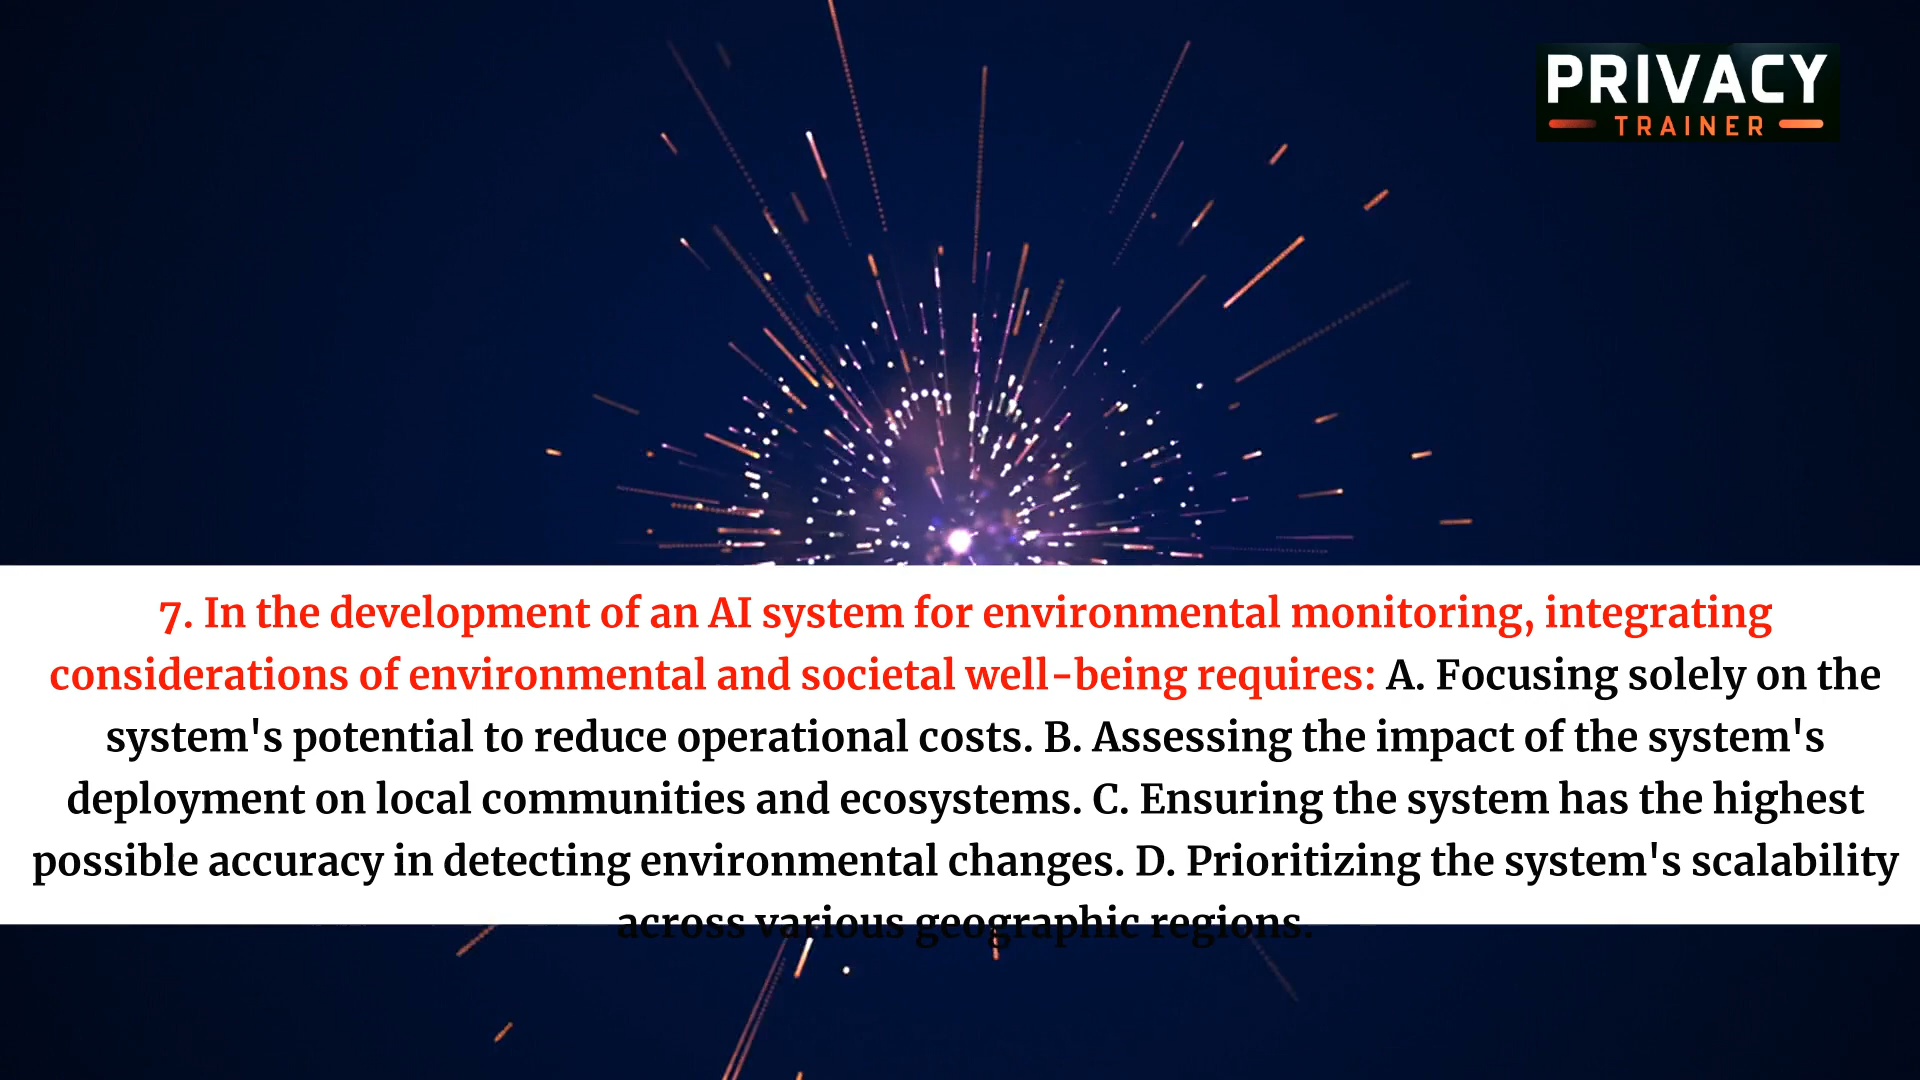 PRIVACY
TRAINER
7. In the development of an AI system for environmental monitoring, integrating
considerations of environmental and societal well-being requires: A. Focusing solely on the
system's potential to reduce operational costs. B. Assessing the impact of the system's
deployment on local communities and ecosystems. C. Ensuring the system has the highest
possible accuracy in detecting environmental changes. D. Prioritizing the system's scalability
across various geographic regions.